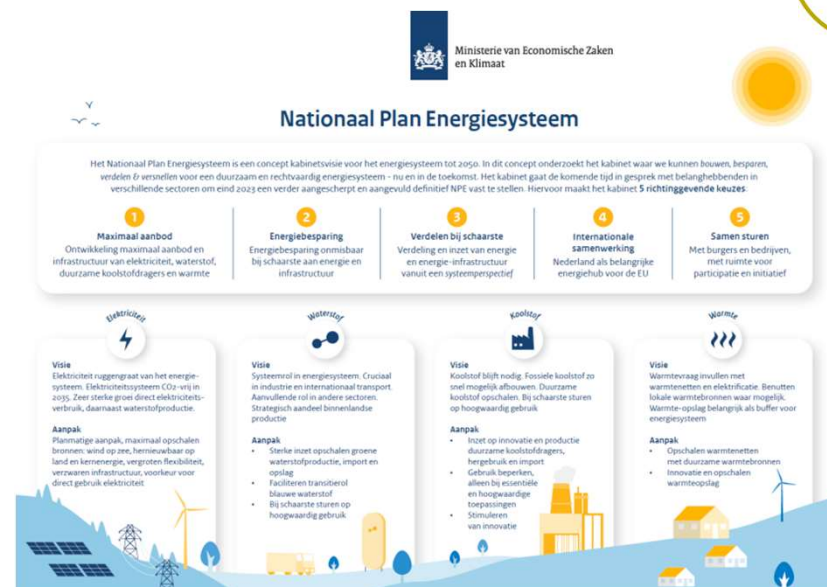 Ministerie van Economische Zaken
en Klimaat
Nationaal Plan Energiesysteem
Het Nationaal Plan Energiesysteem is een concept kabinetsvisie voor het energiesysteem tot 2050. In dit concept onderzoekt het kabinet waar we kunnen bouwen, besparen,
verdelen & versnellen voor een duurzaam en rechtvaardig energiesysteem - nu en in de toekomst. Het kabinet gaat de komende tijd in gesprek met belanghebbenden in
verschillende sectoren om eind 2023 een verder aangescherpt en aangevuld definitief NPE vast te stellen. Hiervoor maakt het kabinet 5 richtinggevende keuzes:
1
Maximaal aanbod
Ontwikkeling maximaal aanbod en
infrastructuur van elektriciteit, waterstof,
duurzame koolstofdragers en warmte
2
Energiebesparing
Energiebesparing onmisbaar
bij schaarste aan energie en
infrastructuur
3
Verdelen bij schaarste
Verdeling en inzet van energie
en energie-infrastructuur
vanuit een systeemperspectief
4
Internationale
samenwerking
Nederland als belangrijke
energiehub voor de EU
5
Samen sturen
Met burgers en bedrijven,
met ruimte voor
participatie en initiatief
Elektriciteit
Visie
Elektriciteit ruggengraat van het energie-
systeem. Elektriciteitssysteem CO2-vrij in
2035. Zeer sterke groei direct elektriciteits-
verbruik, daarnaast waterstofproductie.
Aanpak
Planmatige aanpak, maximaal opschalen
bronnen: wind op zee, hernieuwbaar op
land en kernenergie, vergroten flexibiliteit,
verzwaren infrastructuur, voorkeur voor
direct gebruik elektriciteit
Waterstof
Visie
Systeemrol in energiesysteem. Cruciaal
in industrie en internationaal transport.
Aanvullende rol in andere sectoren.
Strategisch aandeel binnenlandse
productie
Aanpak
• Sterke inzet opschalen groene
waterstofproductie, import en
opslag
• Faciliteren transitierol
blauwe waterstof
• Bij schaarste sturen op
hoogwaardig gebruik
Koolstof
Visie
Koolstof blijft nodig. Fossiele koolstof zo
snel mogelijk afbouwen. Duurzame
koolstof opschalen. Bij schaarste sturen
op hoogwaardig gebruik
Aanpak
• Inzet op innovatie en productie
duurzame koolstofdragers,
hergebruik en import
• Gebruik beperken,
alleen bij essentiële
en hoogwaardige
toepassingen
• Stimuleren
van innovatie
Warmte
Visie
Warmtevraag invullen met
warmtenetten en elektrificatie. Benutten
lokale warmtebronnen waar mogelijk.
Warmte-opslag belangrijk als buffer voor
energiesysteem
Aanpak
• Opschalen warmtenetten
met duurzame warmtebronnen
• Innovatie en opschalen
warmteopslag